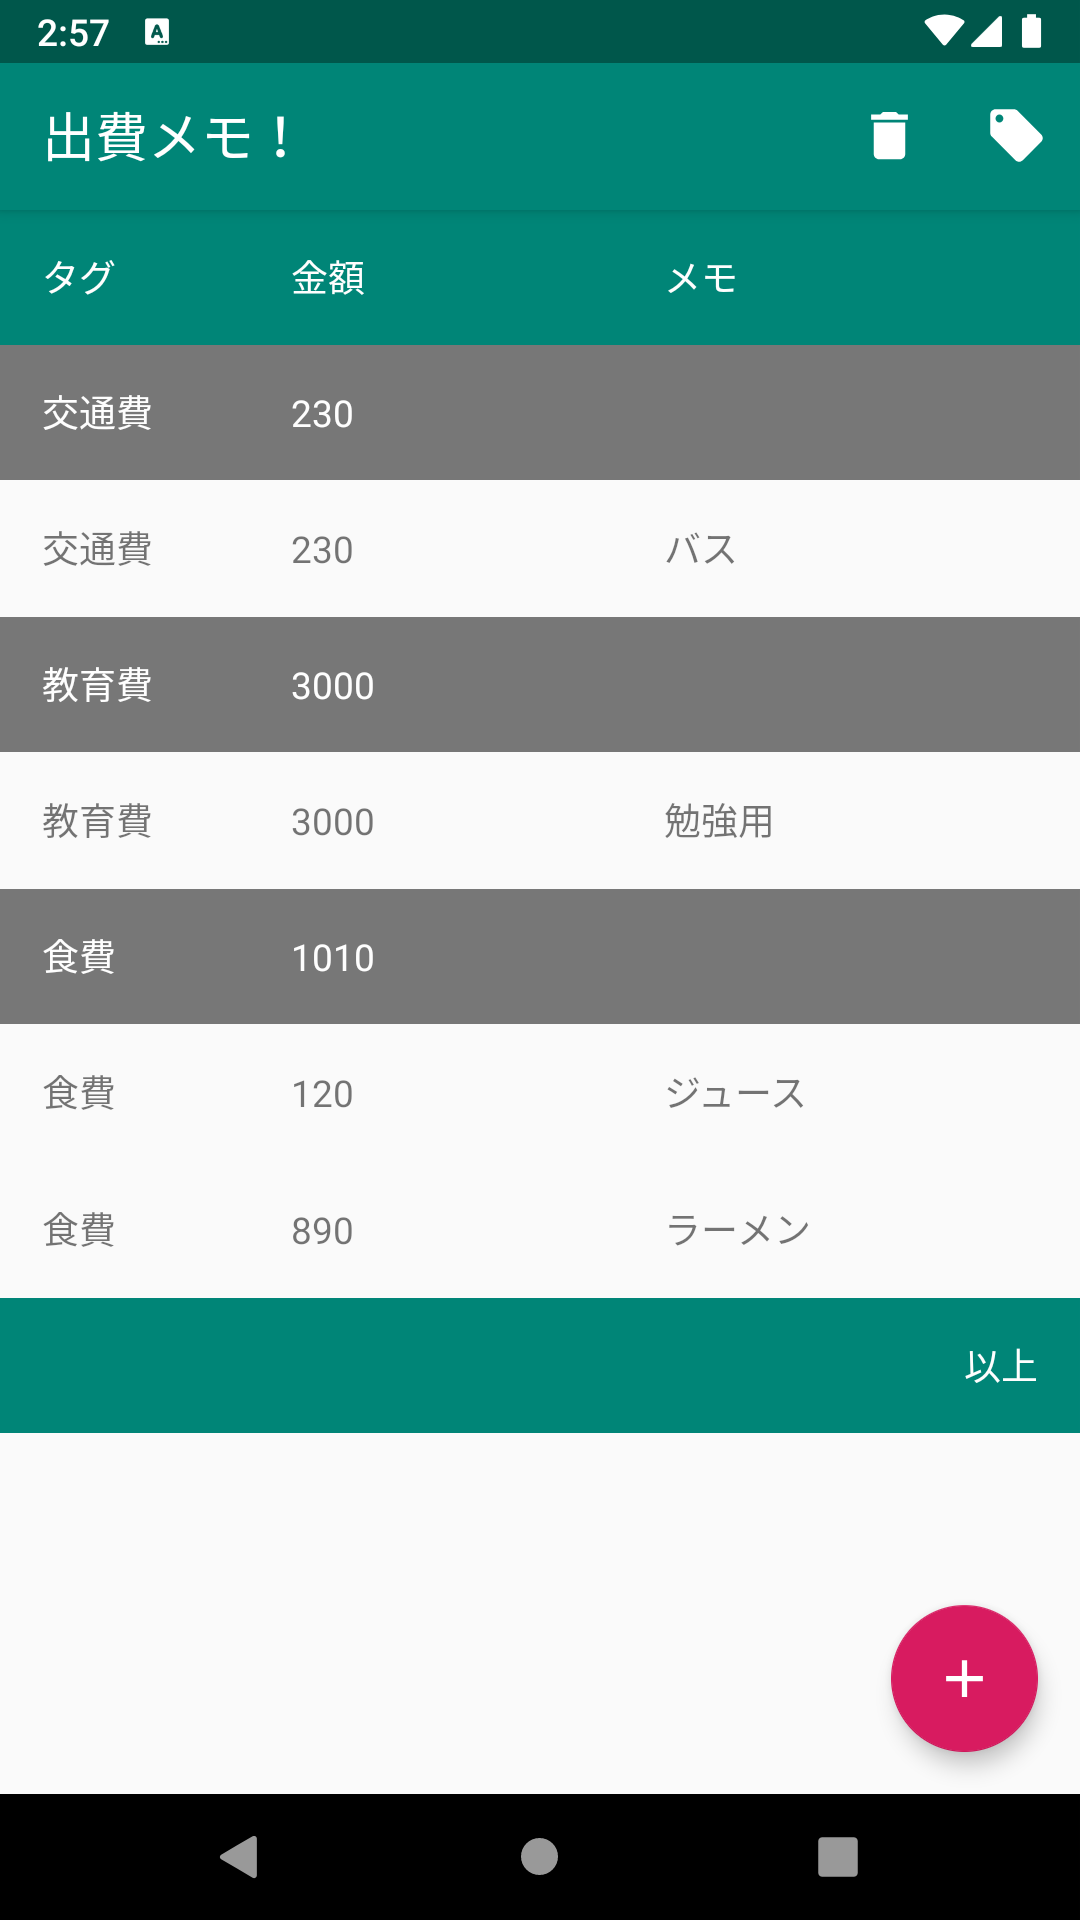 2:57
出費メモ！
タグ 金額 メモ
交通費 230
交通費 230 バス
教育費 3000
教育費 3000 勉強用
食費 1010
食費 120 ジュース
食費 890 ラーメン
以上